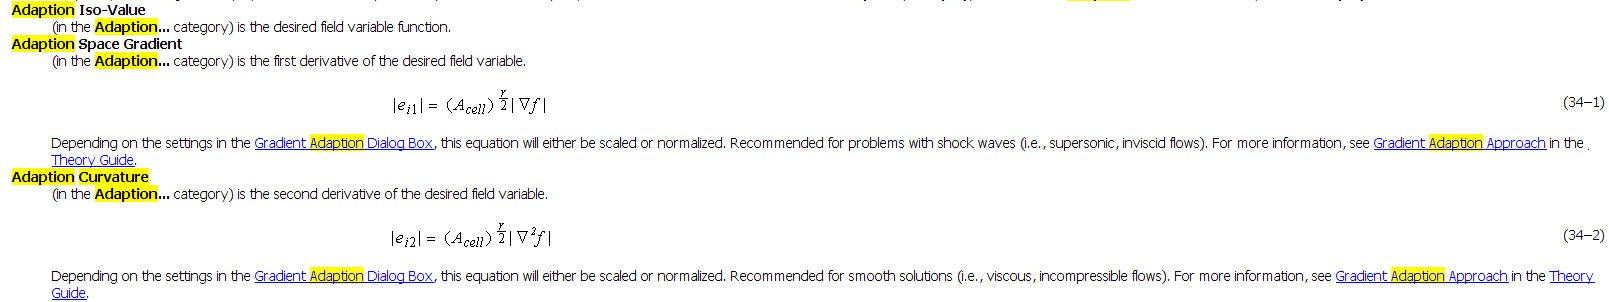 Adaption Iso-Value
(in the Adaption... category) is the desired field variable function.
Adaption Space Gradient
(in the Adaption... category) is the first derivative of the desired field variable.
|e_{i1}| = (A_{cell})^{\frac{γ}{2}} | ∇f | (34–1)
Depending on the settings in the Gradient Adaption Dialog Box, this equation will either be scaled or normalized. Recommended for problems with shock waves (i.e., supersonic, inviscid flows). For more information, see Gradient Adaption Approach in the
Theory Guide.
Adaption Curvature
(in the Adaption... category) is the second derivative of the desired field variable.
|e_{i2}| = (A_{cell})^{\frac{γ}{2}} | ∇^2 f | (34–2)
Depending on the settings in the Gradient Adaption Dialog Box, this equation will either be scaled or normalized. Recommended for smooth solutions (i.e., viscous, incompressible flows). For more information, see Gradient Adaption Approach in the Theory
Guide.